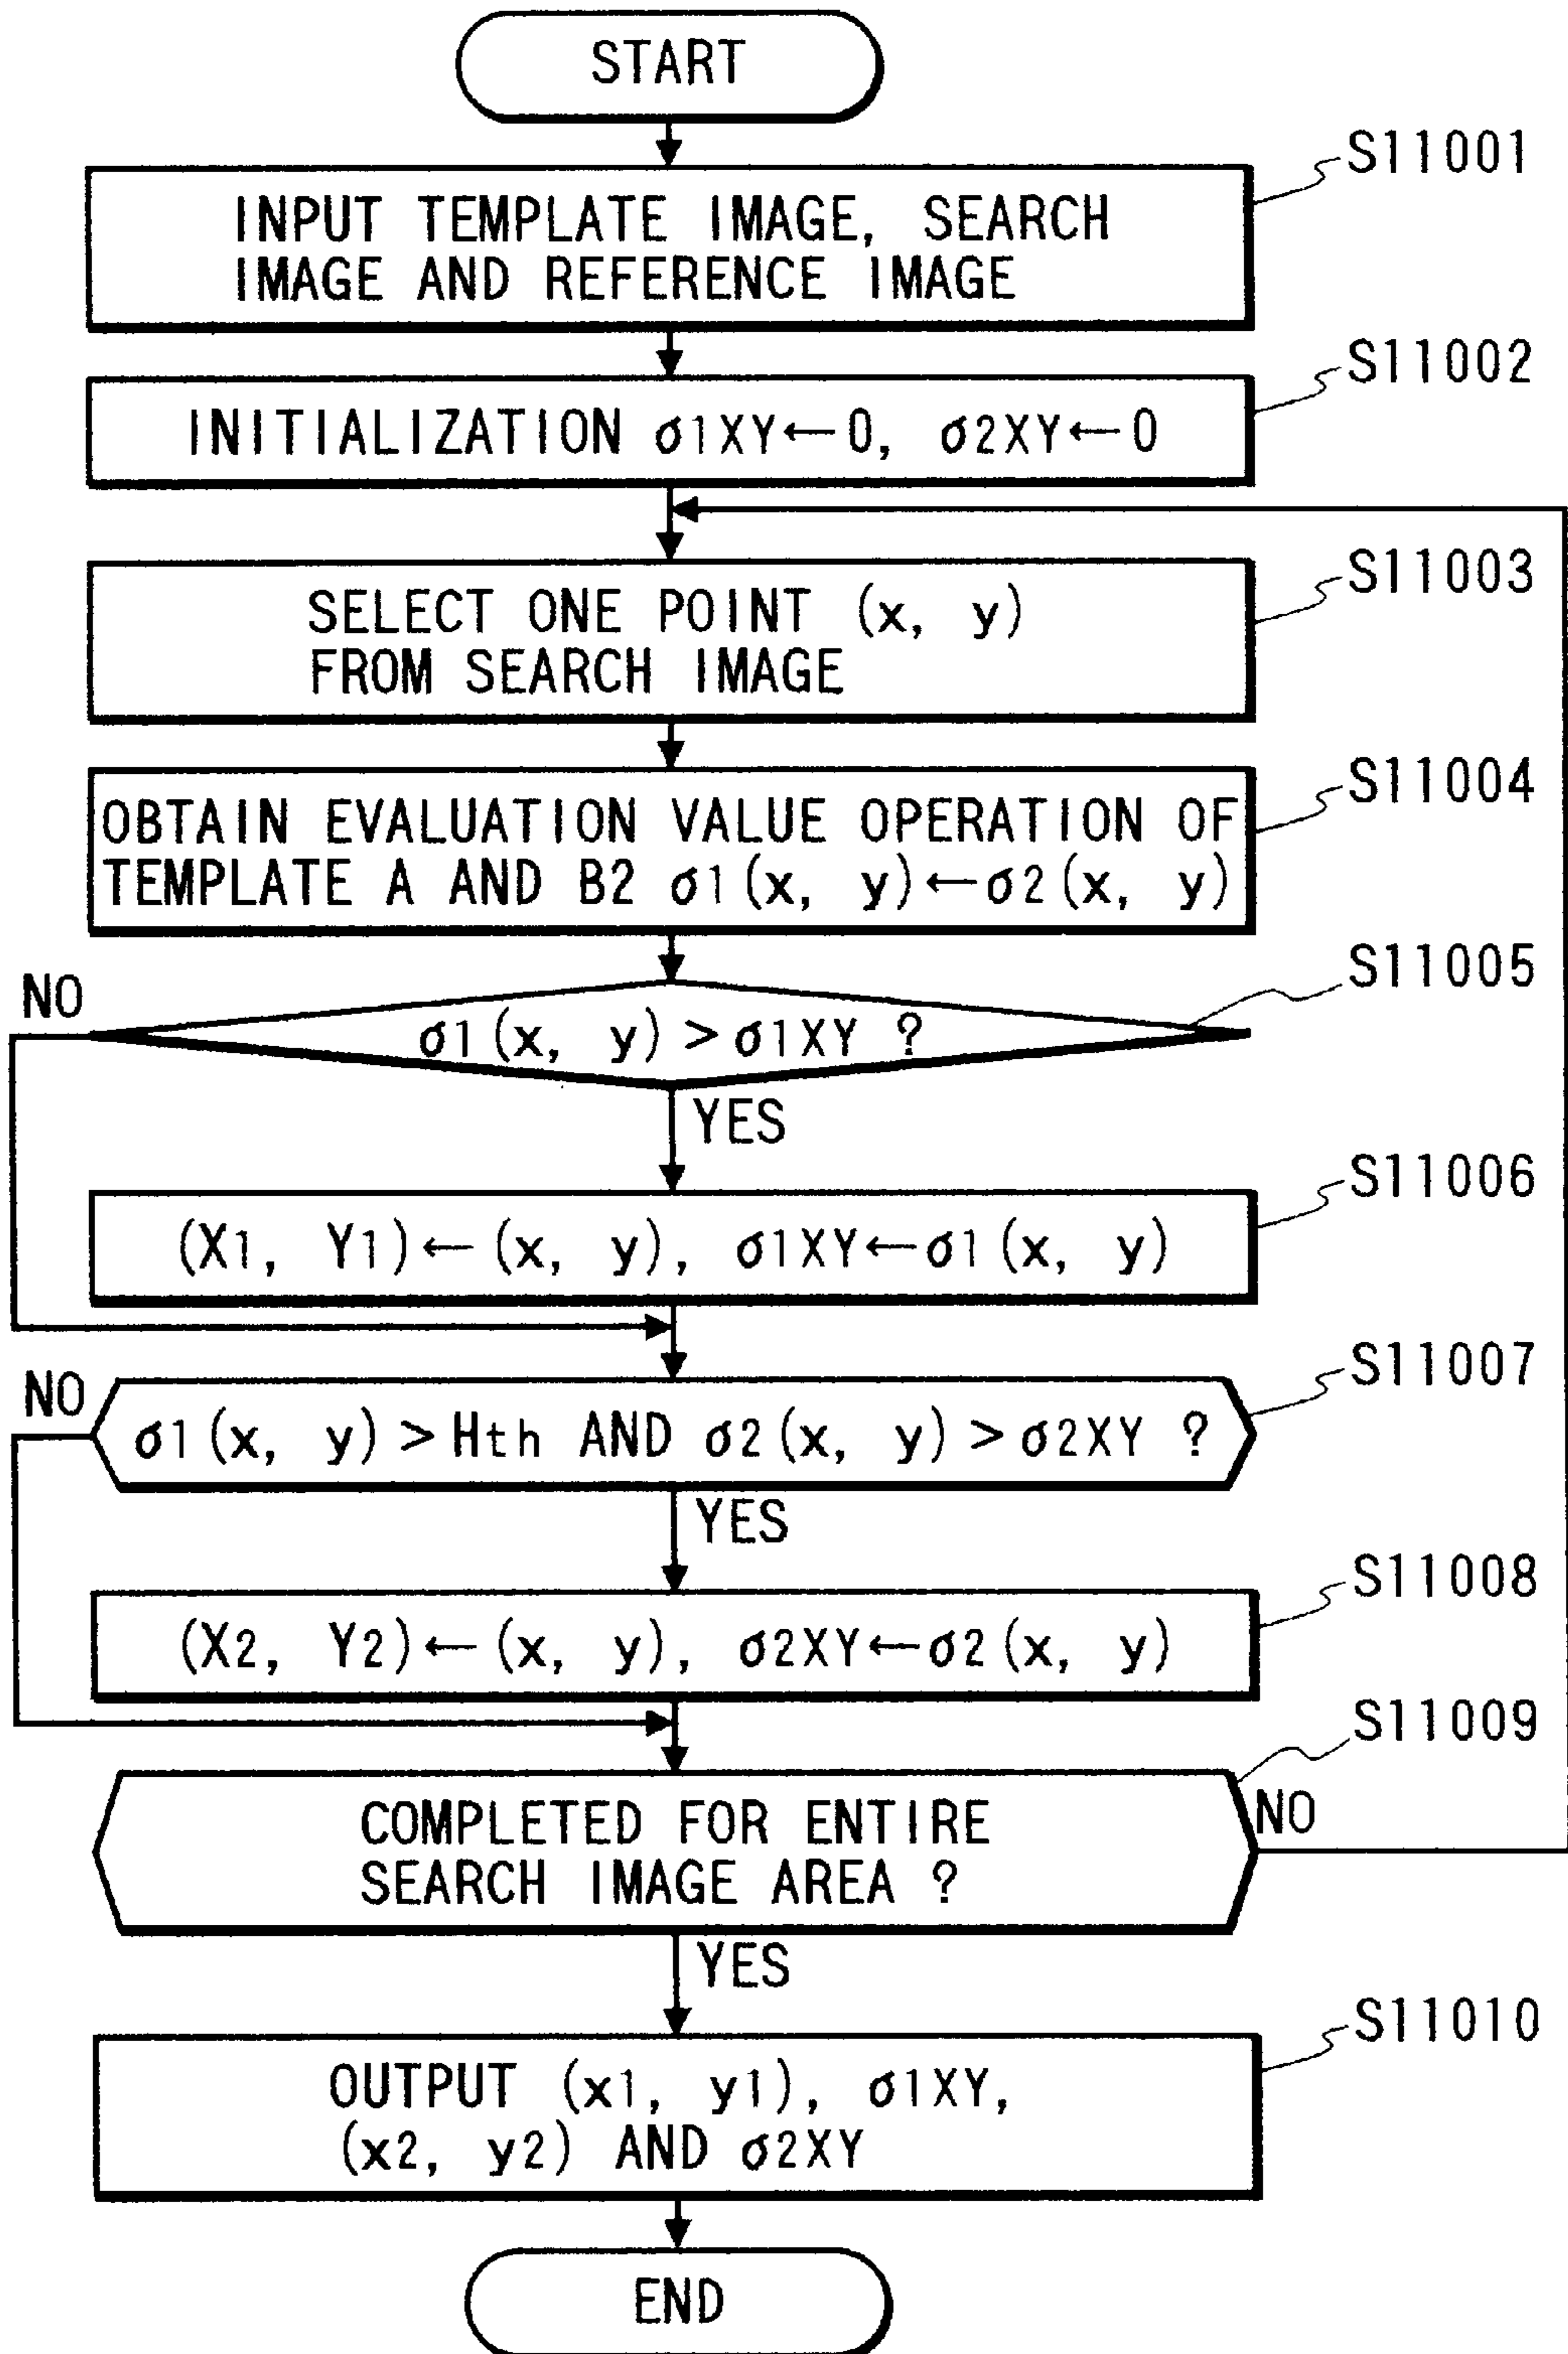 START
S11001
INPUT TEMPLATE IMAGE, SEARCH
IMAGE AND REFERENCE IMAGE
S11002
INITIALIZATION σ1XY←0, σ2XY←0
S11003
SELECT ONE POINT (x, y)
FROM SEARCH IMAGE
S11004
OBTAIN EVALUATION VALUE OPERATION OF
TEMPLATE A AND B2 σ1(x, y)←σ2(x, y)
S11005
NO
σ1(x, y)>σ1XY ?
YES
S11006
(X1, Y1)←(x, y), σ1XY←σ1(x, y)
S11007
NO
σ1(x, y)>Hth AND σ2(x, y)>σ2XY ?
YES
S11008
(X2, Y2)←(x, y), σ2XY←σ2(x, y)
S11009
COMPLETED FOR ENTIRE
SEARCH IMAGE AREA ?
NO
YES
S11010
OUTPUT (x1, y1), σ1XY,
(x2, y2) AND σ2XY
END